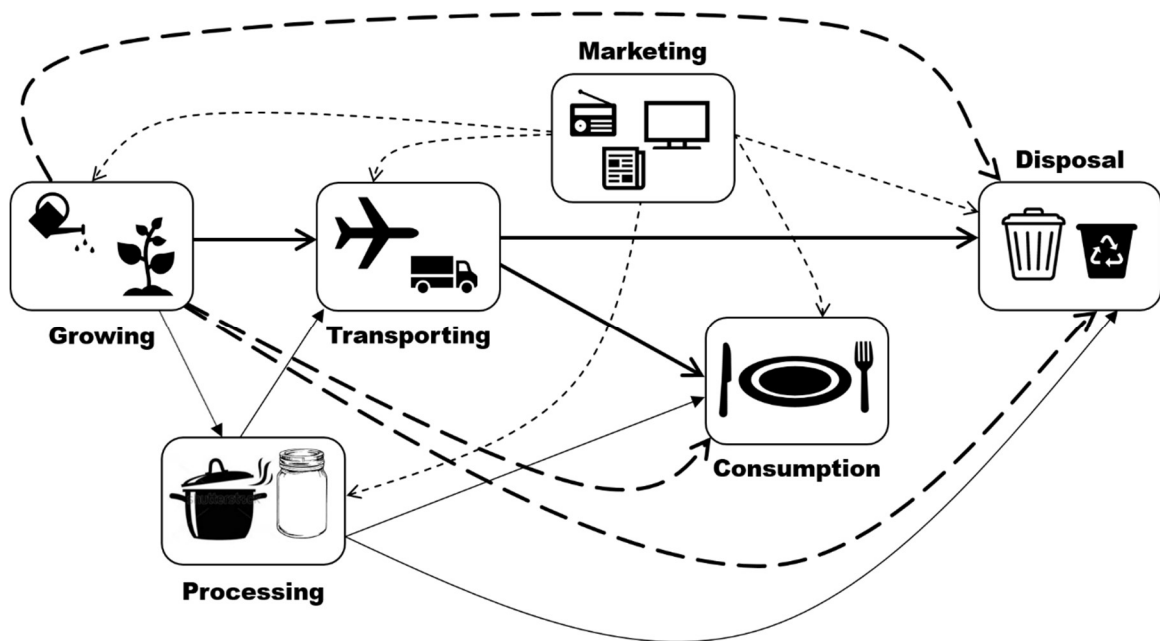 Marketing
Disposal
Growing
Transporting
Consumption
Processing